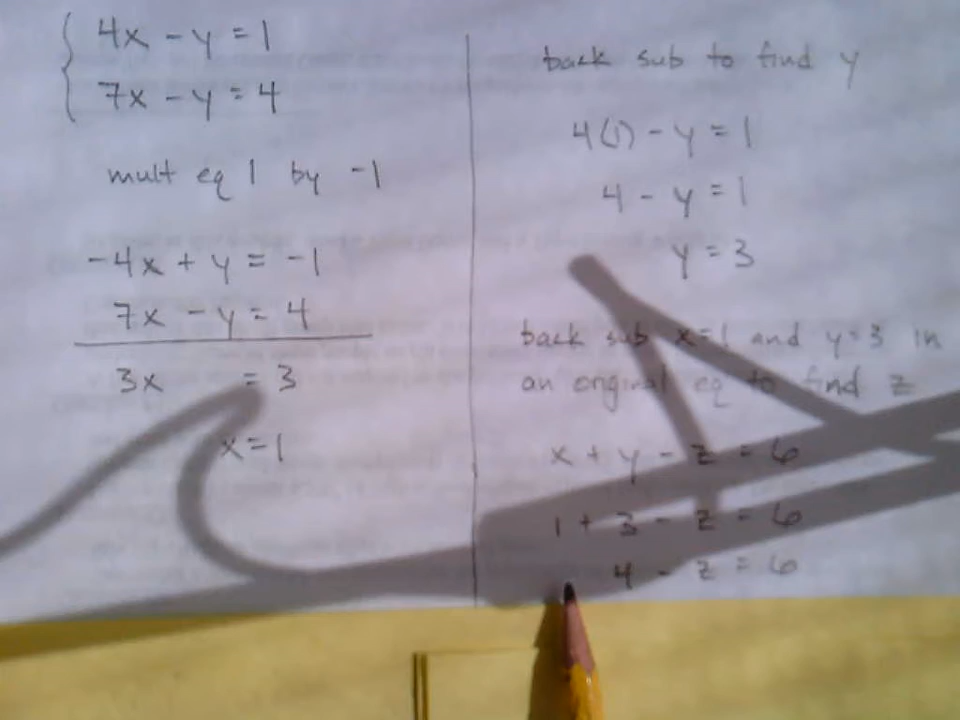 4x - y = 1
7x - y = 4
mult eq 1 by -1
-4x + y = -1
7x - y = 4
3x = 3
x = 1
back sub to find y
4(1) - y = 1
4 - y = 1
y = 3
back sub x=1 and y=3 in
an original eq to find z
x + y - z = 6
1 + 3 - z = 6
4 - z = 6